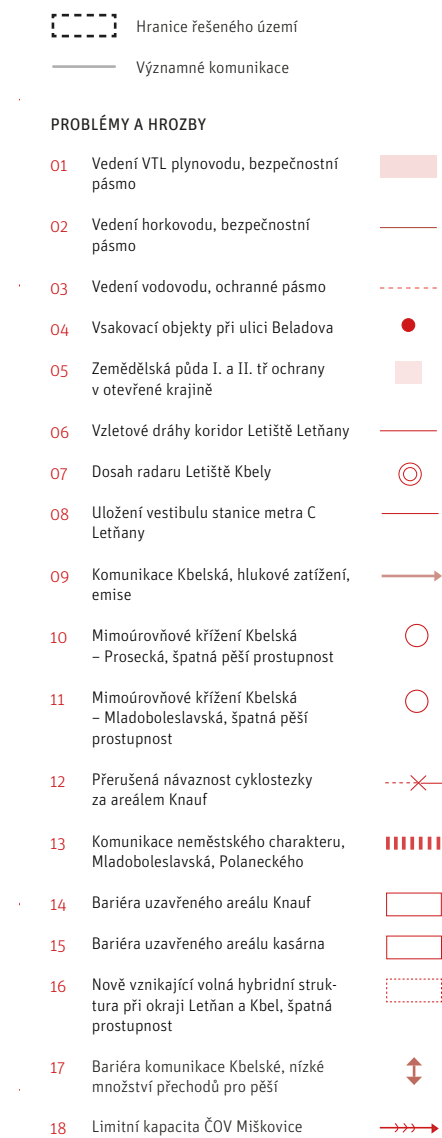 Hranice řešeného území
Významné komunikace
PROBLÉMY A HROZBY
01 Vedení VTL plynovodu, bezpečnostní
pásmo
02 Vedení horkovodu, bezpečnostní
pásmo
03 Vedení vodovodu, ochranné pásmo
04 Vsakovací objekty při ulici Beladova
05 Zemědělská půda I. a II. tř ochrany
v otevřené krajině
06 Vzletové dráhy koridor Letiště Letňany
07 Dosah radaru Letiště Kbely
08 Uložení vestibulu stanice metra C
Letňany
09 Komunikace Kbelská, hlukové zatížení,
emise
10 Mimoúrovňové křížení Kbelská
– Prosecká, špatná pěší prostupnost
11 Mimoúrovňové křížení Kbelská
– Mladoboleslavská, špatná pěší
prostupnost
12 Přerušená návaznost cyklostezky
za areálem Knauf
13 Komunikace neměstského charakteru,
Mladoboleslavská, Polaneckého
14 Bariéra uzavřeného areálu Knauf
15 Bariéra uzavřeného areálu kasárna
16 Nově vznikající volná hybridní struk-
tura při okraji Letňan a Kbel, špatná
prostupnost
17 Bariéra komunikace Kbelské, nízké
množství přechodů pro pěší
18 Limitní kapacita ČOV Miškovice